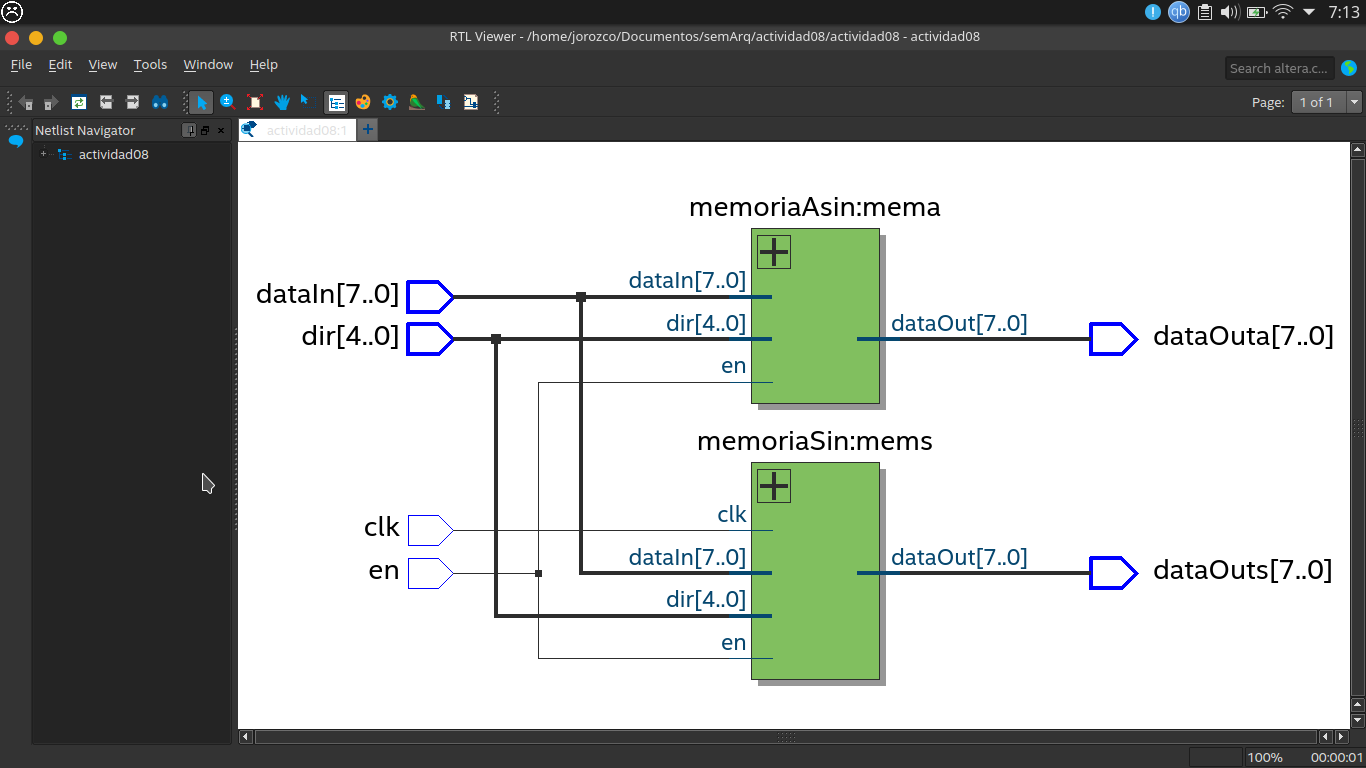 qb 7:13
RTL Viewer - /home/jorozco/Documentos/semArq/actividad08/actividad08 - actividad08
File Edit View Tools Window Help
Search altera.c...
Page: 1 of 1
Netlist Navigator
actividad08:1
actividad08
memoriaAsin:mema
dataIn[7..0]
dataIn[7..0]
dir[4..0]
dir[4..0]
dataOut[7..0]
dataOuta[7..0]
en
memoriaSin:mems
clk
clk
dataIn[7..0]
en
dataOut[7..0]
dataOuts[7..0]
dir[4..0]
en
100% 00:00:01